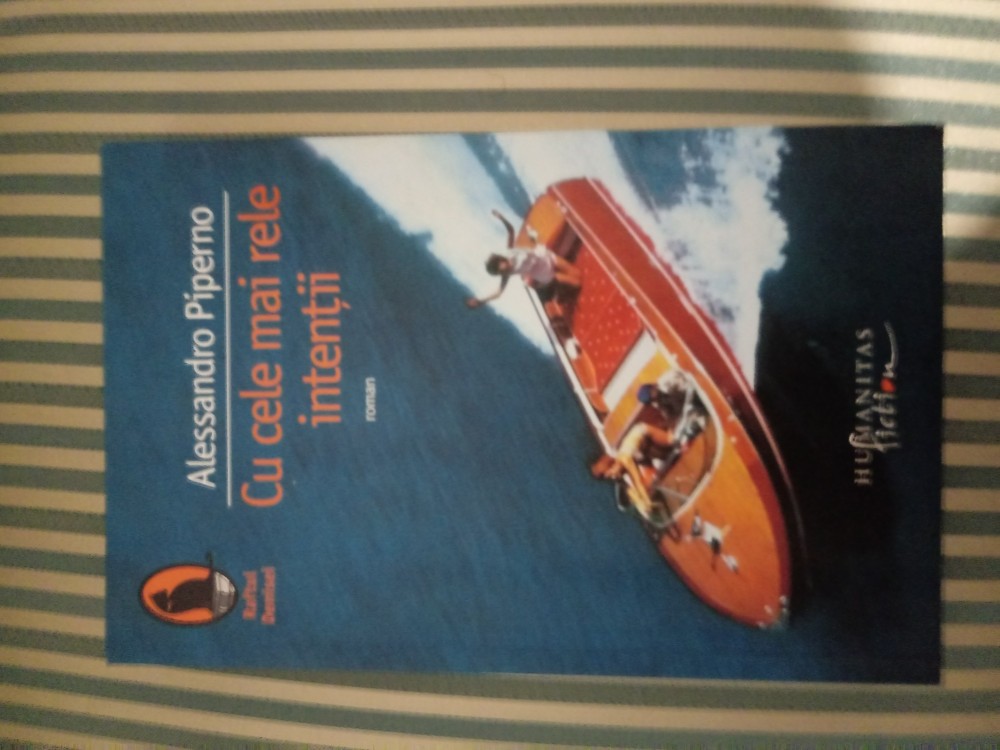 Alessandro Piperno
Cu cele mai rele
intenții
roman
Raftul
Denisei
HUMANITAS
fiction